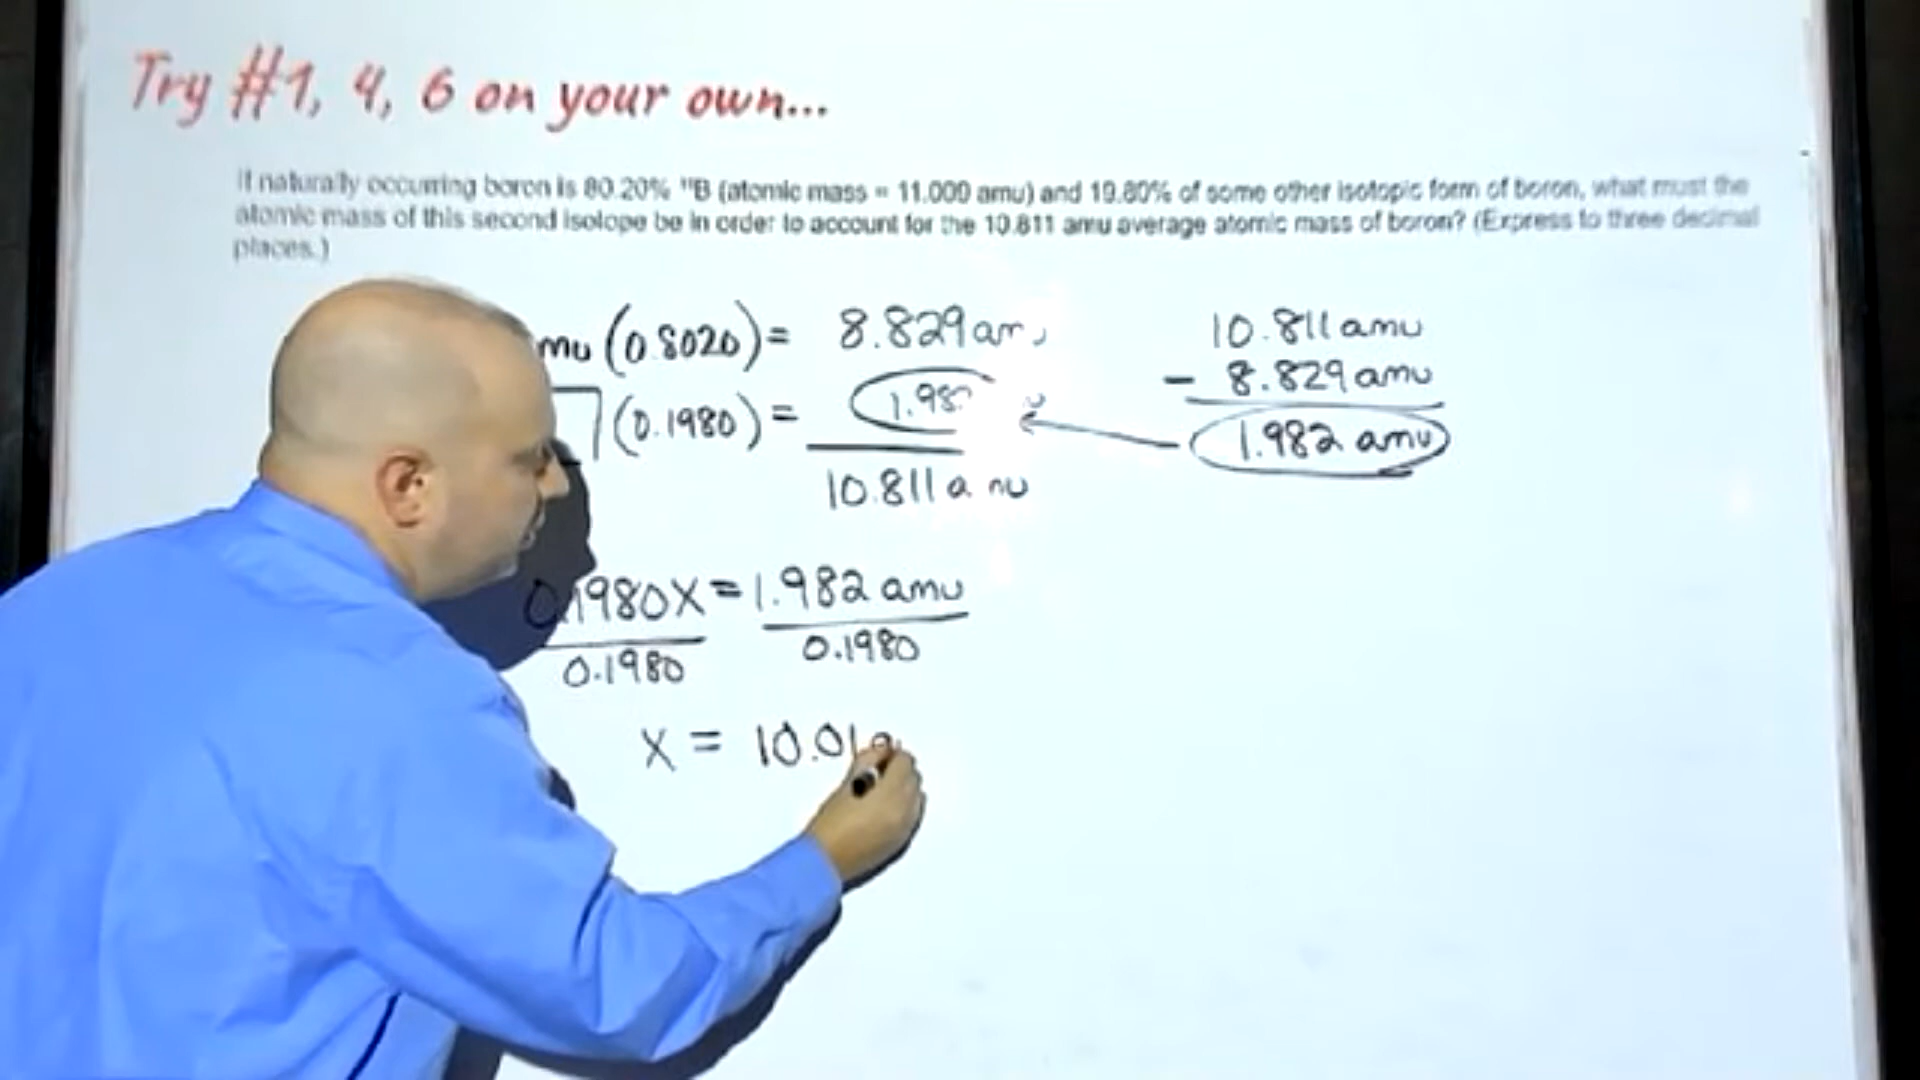 Try #1, 4, 6 on your own...
If naturally occurring boron is 80.20% ¹¹B (atomic mass = 11.000 amu) and 19.80% of some other isotopic form of boron, what must the
atomic mass of this second isotope be in order to account for the 10.811 amu average atomic mass of boron? (Express to three decimal
places.)
mu (0.8020) = 8.829 am
(0.1980) = 1.98
10.811 a nu
10.811 amu
- 8.829 amu
1.982 amu
0.1980X = 1.982 amu
0.1980 0.1980
X = 10.01